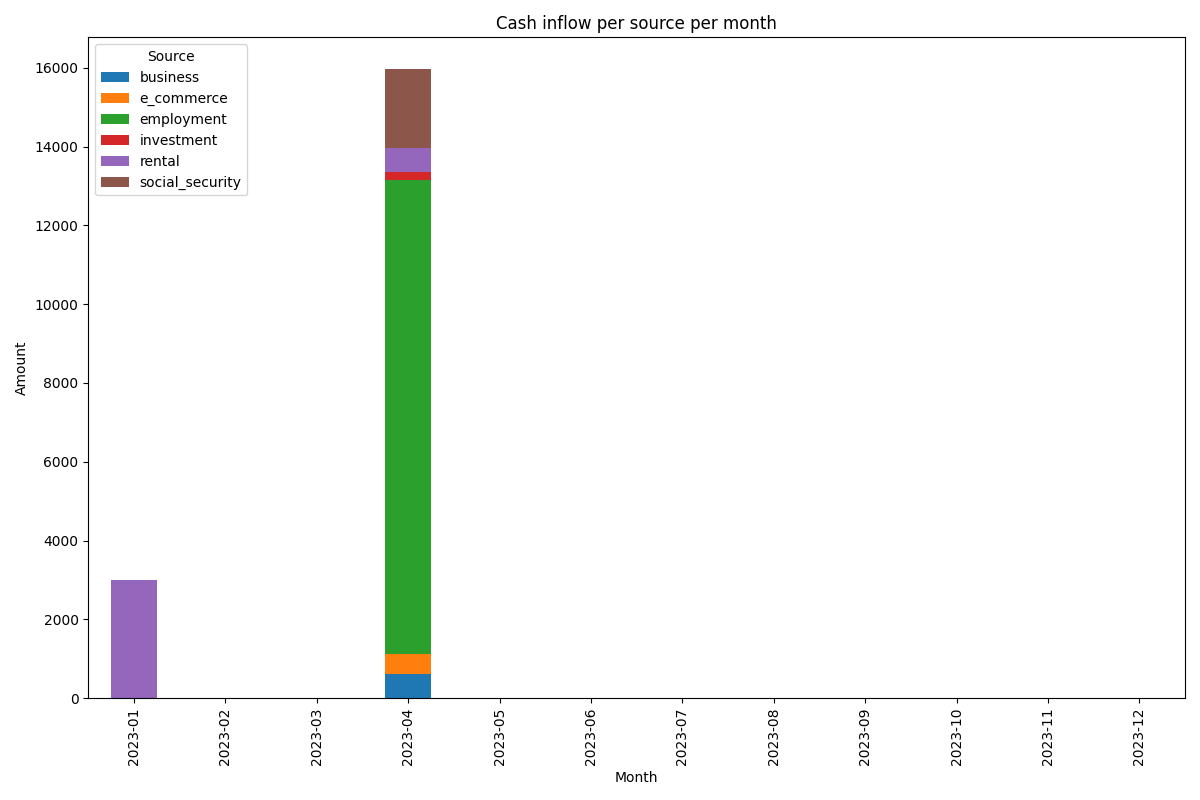 Cash inflow per source per month
Source
business
e_commerce
employment
investment
rental
social_security
16000
14000
12000
10000
8000
6000
4000
2000
0
Amount
2023-01
2023-02
2023-03
2023-04
2023-05
2023-06
2023-07
2023-08
2023-09
2023-10
2023-11
2023-12
Month